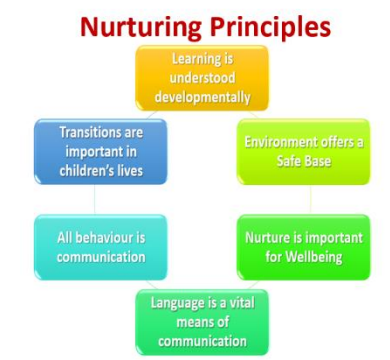 Nurturing Principles
Learning is
understood
developmentally
Environment offers a
Safe Base
Nurture is important
for Wellbeing
Language is a vital
means of
communication
All behaviour is
communication
Transitions are
important in
children's lives